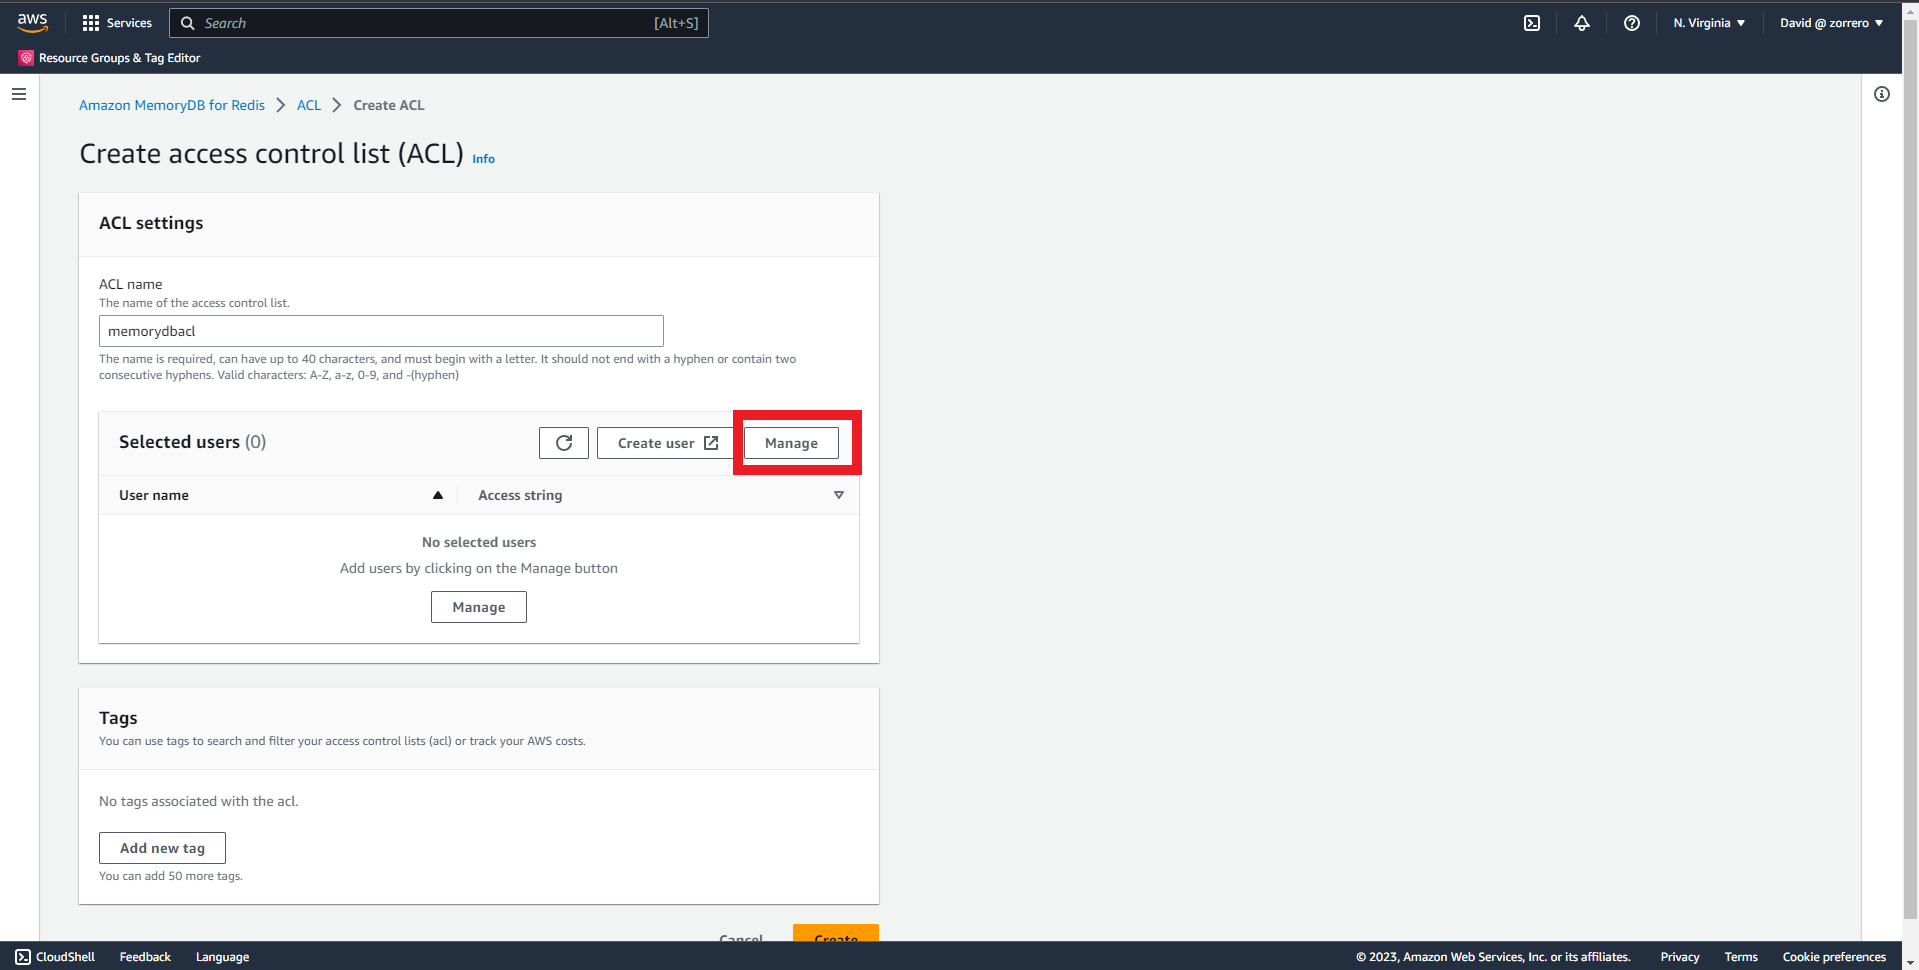 aws
Services
Search
[Alt+S]
N. Virginia
David @ zorrero
Resource Groups & Tag Editor
Amazon MemoryDB for Redis
ACL
Create ACL
Create access control list (ACL) Info
ACL settings
ACL name
The name of the access control list.
memorydbacl
The name is required, can have up to 40 characters, and must begin with a letter. It should not end with a hyphen or contain two
consecutive hyphens. Valid characters: A-Z, a-z, 0-9, and -(hyphen)
Selected users (0)
Create user
Manage
User name
Access string
No selected users
Add users by clicking on the Manage button
Manage
Tags
You can use tags to search and filter your access control lists (acl) or track your AWS costs.
No tags associated with the acl.
Add new tag
You can add 50 more tags.
Cancel
Create
CloudShell
Feedback
Language
© 2023, Amazon Web Services, Inc. or its affiliates.
Privacy
Terms
Cookie preferences